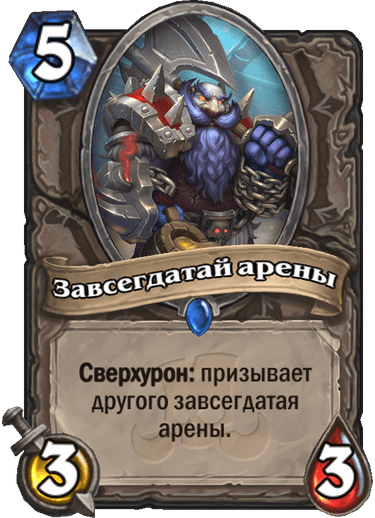 5
Завсегдатай арены
Сверхурон: призывает
другого завсегдатая
арены.
3
3